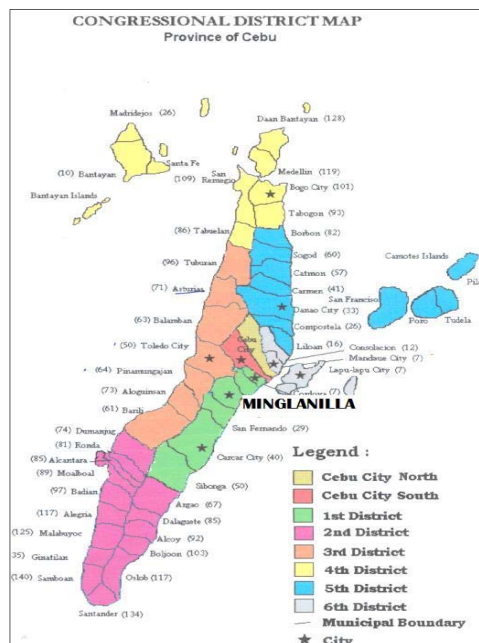 CONGRESSIONAL DISTRICT MAP
Province of Cebu
Madridejos (26)
Daan Bantayan (128)
Santa Fe
(10) Bantayan
(109)
San
Remegio
Medellin (119)
Bogo City (101)
Bantayan Islands
Tabogon (93)
(86) Tabuelan
Borbon (82)
Sogod (60)
(96) Tuburan
Catmon (57)
Camotes Islands
(71) Asturias
Carmen (41)
San Francisco
Danao City (33)
(63) Balamban
Compostela (26)
Poro
Tudela
(50) Toledo City
Cebu
City
Liloan (16)
Consolacion (12)
Mandaue City (7)
(64) Pinamungajan
Lapu-lapu City (7)
(73)
Aloguinsan
MINGLANILLA
(61) Barili
San Fernando (29)
(74) Dumanjug
(81) Ronda
Carcar City (40)
(85) Alcantara
(89) Moalboal
Sibonga (50)
(97) Badian
Argao (67)
(117) Alegria
Dalaguete (85)
(125) Malabuyoc
Alcoy (92)
Boljoon (103)
35) Ginatilan
(140) Samboan
Oslob (117)
Santander (134)
Legend :
Cebu City North
Cebu City South
1st District
2nd District
3rd District
4th District
5th District
6th District
Municipal Boundary
City